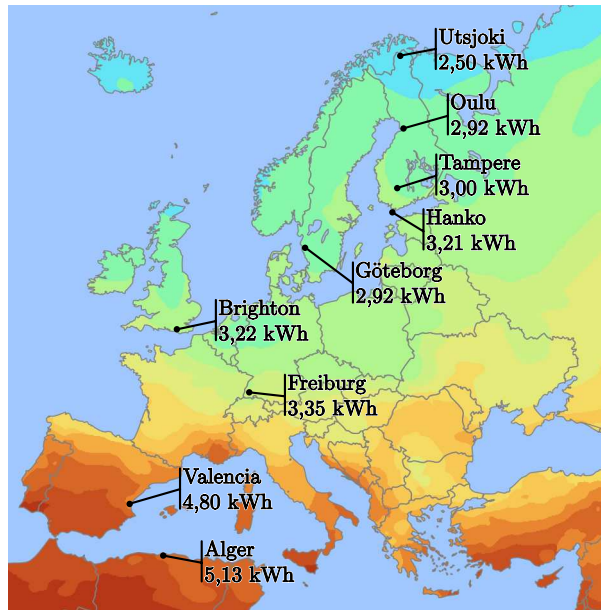 Utsjoki
2,50 kWh
Oulu
2,92 kWh
Tampere
3,00 kWh
Hanko
3,21 kWh
Göteborg
2,92 kWh
Brighton
3,22 kWh
Freiburg
3,35 kWh
Valencia
4,80 kWh
Alger
5,13 kWh